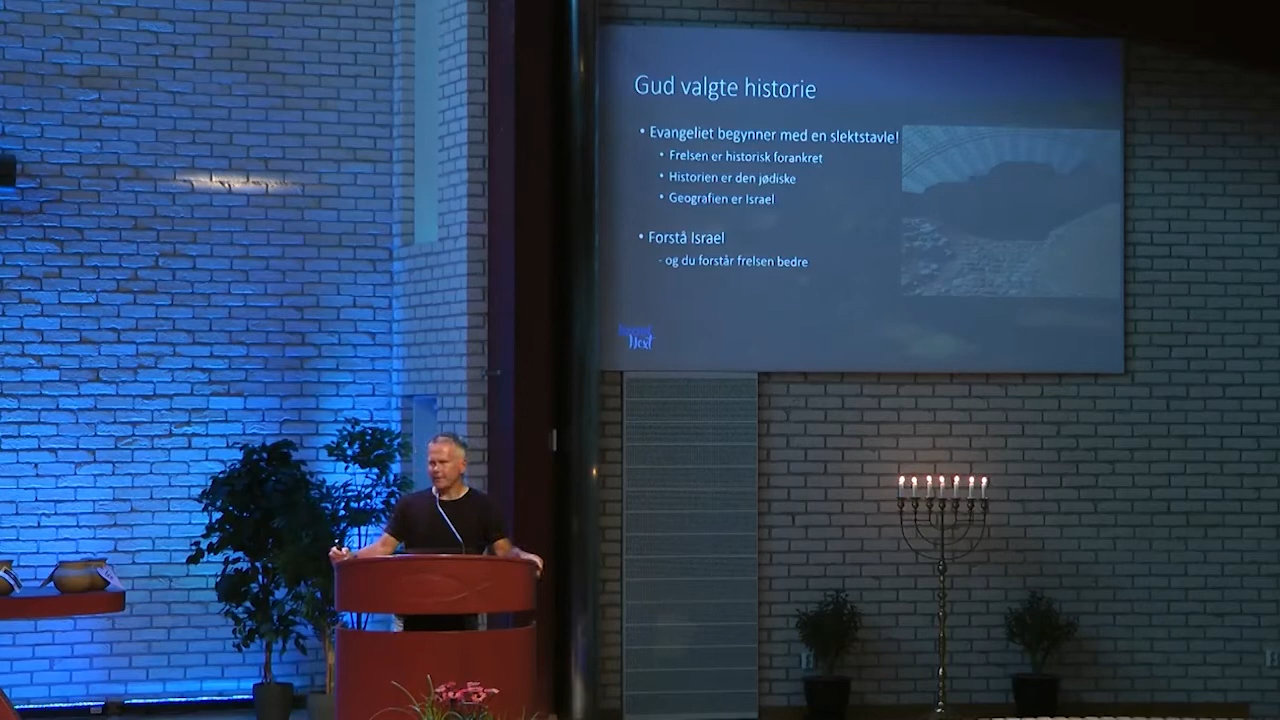 Gud valgte historie
• Evangeliet begynner med en slektstavle!
• Frelsen er historisk forankret
• Historien er den jødiske
• Geografien er Israel
• Forstå Israel
- og du forstår frelsen bedre
Next